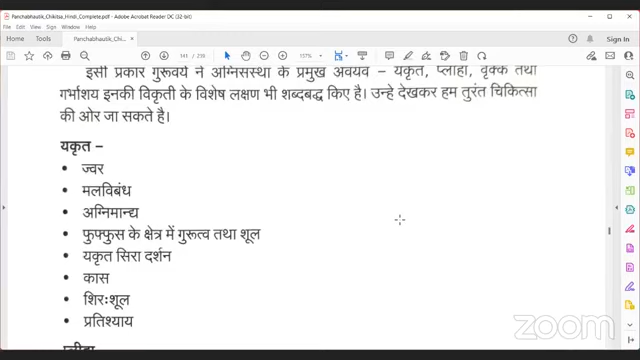 Panchabhautik_Chikitsa_Hindi_Complete.pdf - Adobe Acrobat Reader DC (32-bit)
File Edit View Sign Window Help
Home Tools Panchabhautik_Chi... × Sign In
141 / 259 157%
इसी प्रकार गुरूवर्य ने अग्निसंस्था के प्रमुख अवयव – यकृत, प्लीहा, वृक्क तथा
गर्भाशय इनकी विकृती के विशेष लक्षण भी शब्दबद्ध किए है। उन्हे देखकर हम तुरंत चिकित्सा
की ओर जा सकते है।
यकृत –
• ज्वर
• मलविबंध
• अग्निमान्द्य
• फुफ्फुस के क्षेत्र में गुरूत्व तथा शूल
• यकृत सिरा दर्शन
• कास
• शिरःशूल
• प्रतिश्याय
प्लीहा
zoom